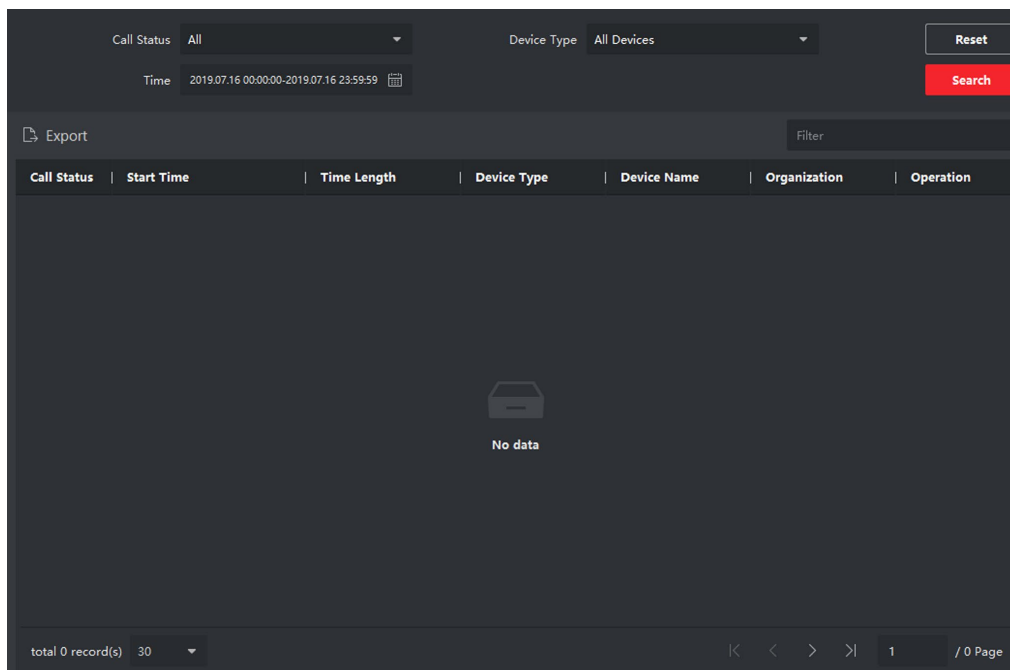 Call Status All Device Type All Devices Reset
Time 2019.07.16 00:00:00-2019.07.16 23:59:59 Search
Export Filter
Call Status | Start Time | Time Length | Device Type | Device Name | Organization | Operation
No data
total 0 record(s) 30 1 / 0 Page